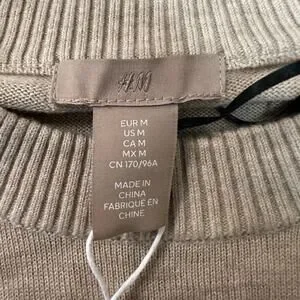 H&M
EUR M
US M
CA M
MX M
CN 170/96A
MADE IN
CHINA
FABRIQUÉ EN
CHINE